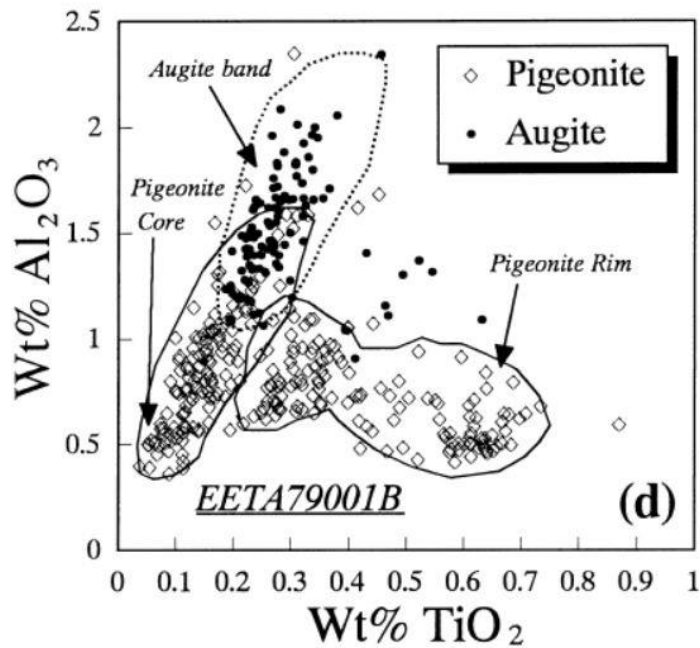 2.5
2
1.5
1
0.5
0
Wt% Al₂O₃
Augite band
Pigeonite
Core
◇ Pigeonite
● Augite
Pigeonite Rim
EETA79001B
(d)
0 0.1 0.2 0.3 0.4 0.5 0.6 0.7 0.8 0.9 1
Wt% TiO₂